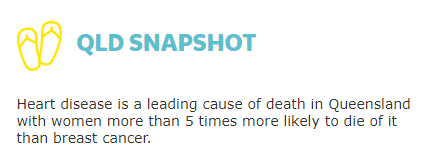 QLD SNAPSHOT
Heart disease is a leading cause of death in Queensland
with women more than 5 times more likely to die of it
than breast cancer.